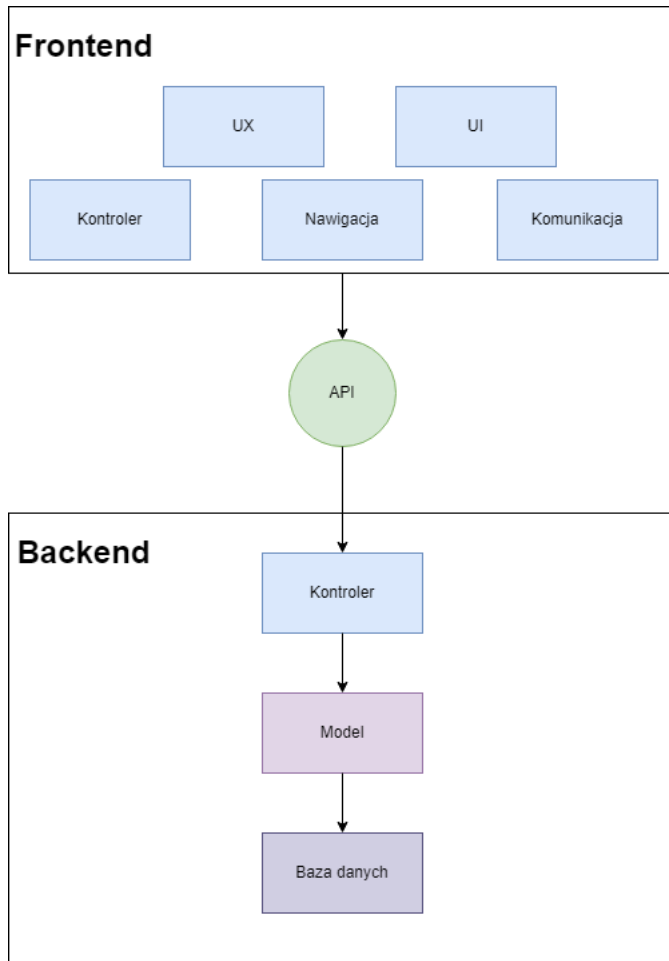 Frontend
UX
UI
Kontroler
Nawigacja
Komunikacja
API
Backend
Kontroler
Model
Baza danych